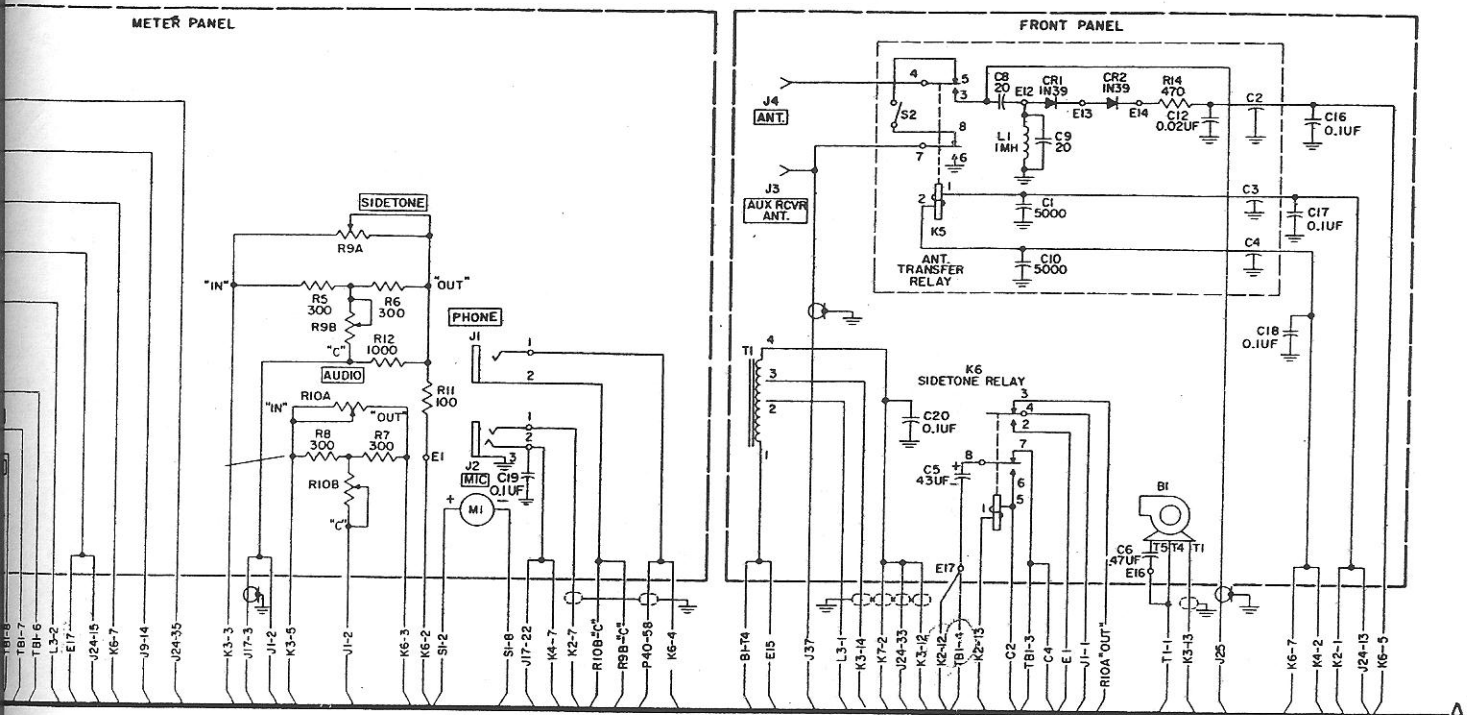 METER PANEL
FRONT PANEL
SIDETONE
R9A
"IN"
"OUT"
R5
300
R6
300
R9B
"C"
R12
1000
AUDIO
R10A
"IN"
"OUT"
R8
300
R7
300
R10B
"C"
R11
100
E1
PHONE
J1
1
2
1
2
3
J2
MIC
C19
0.1UF
+
M1
-
J4
ANT.
J3
AUX RCVR
ANT.
S2
4
5
3
8
7
6
C8
20
E12
CR1
1N39
E13
CR2
1N39
E14
R14
470
C12
0.02UF
C2
C16
0.1UF
L1
1MH
C9
20
1
2
K5
C1
5000
C3
C17
0.1UF
ANT.
TRANSFER
RELAY
C10
5000
C4
C18
0.1UF
T1
4
3
2
1
C20
0.1UF
K6
SIDETONE RELAY
3
4
2
7
8
6
5
1
C5
43UF
+
-
E17
B1
C6
.47UF
T5
T4
T1
E16
TB1-8
TB1-7
TB1-6
L3-2
E17
J24-15
K6-7
J9-14
J24-35
K3-3
J17-3
J1-2
K3-5
J1-2
K6-3
K6-2
S1-2
S1-8
J17-22
K4-7
K2-7
R10B-"C"
R9B-"C"
P40-58
K6-4
B1-T4
E15
J37
L3-1
K3-14
K7-2
J24-33
K3-12
K2-12
TB1-4
K2-13
C2
TB1-3
C4
E1
J1-1
R10A"OUT"
T1-1
K3-13
J25
K6-7
K4-2
K2-1
J24-13
K6-5